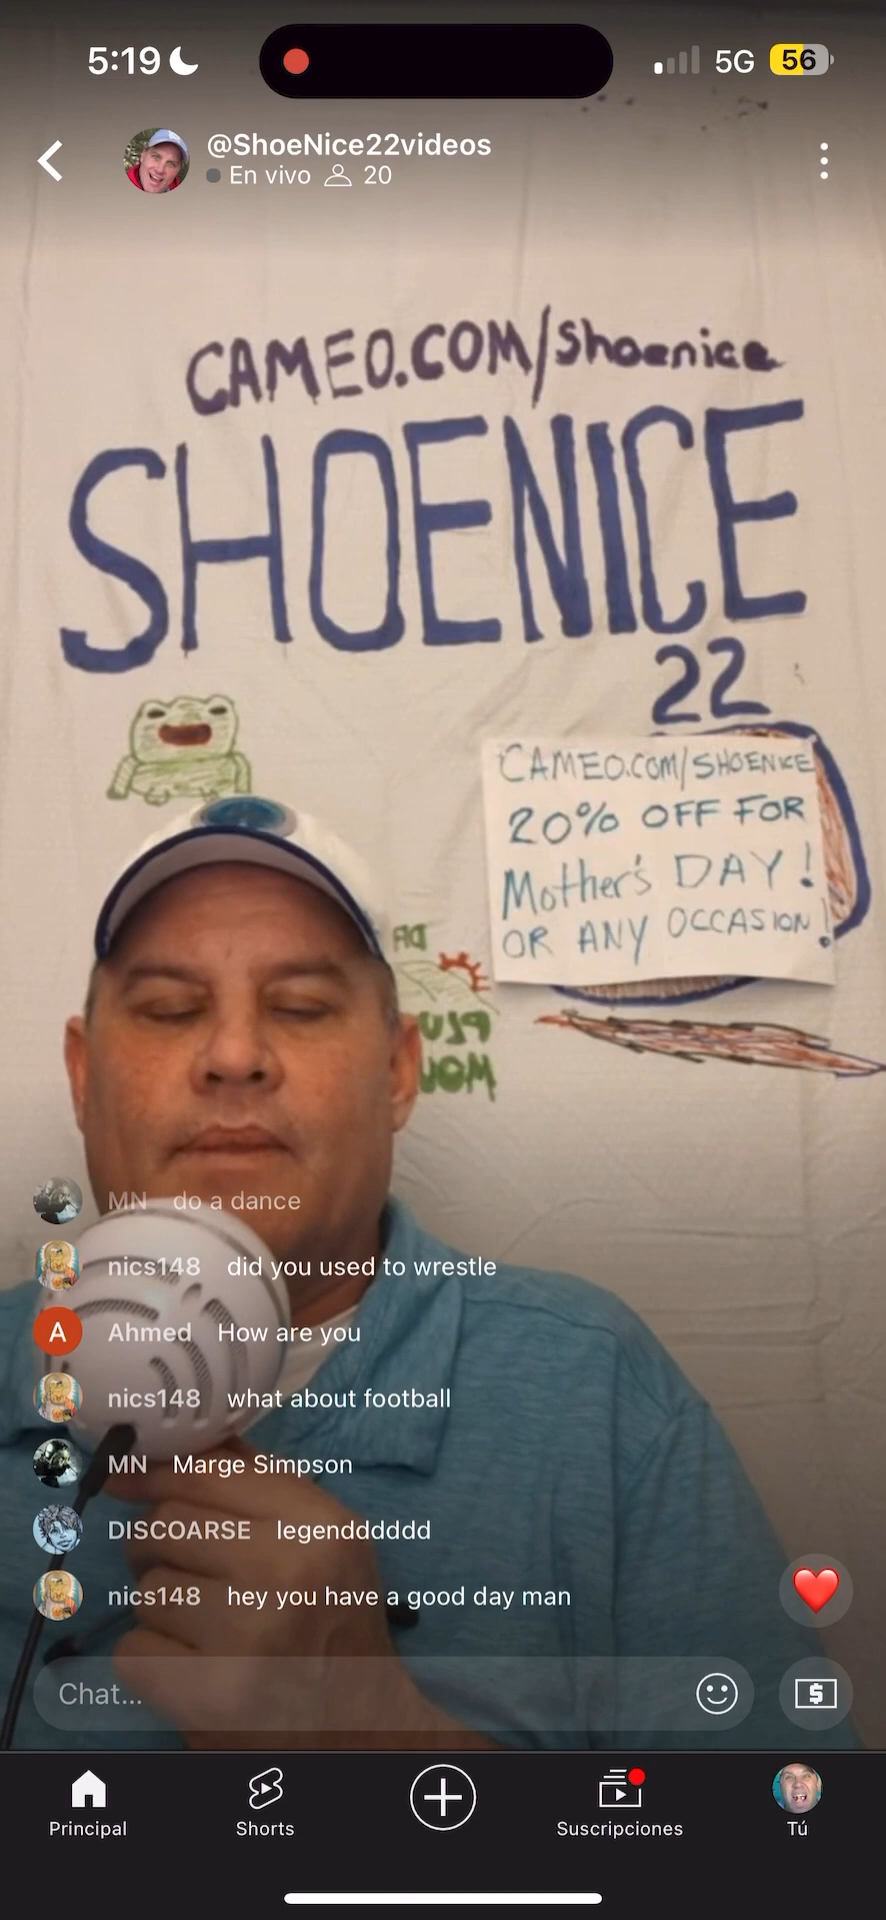 5:19
5G
56
@ShoeNice22videos
En vivo 20
CAMEO.COM/shoenice
SHOENICE
22
CAMEO.COM/SHOENICE
20% OFF FOR
Mother's DAY!
OR ANY OCCASION!
MN do a dance
nics148 did you used to wrestle
A Ahmed How are you
nics148 what about football
MN Marge Simpson
DISCOARSE legendddddd
nics148 hey you have a good day man
Chat...
$
Principal
Shorts
Suscripciones
Tú